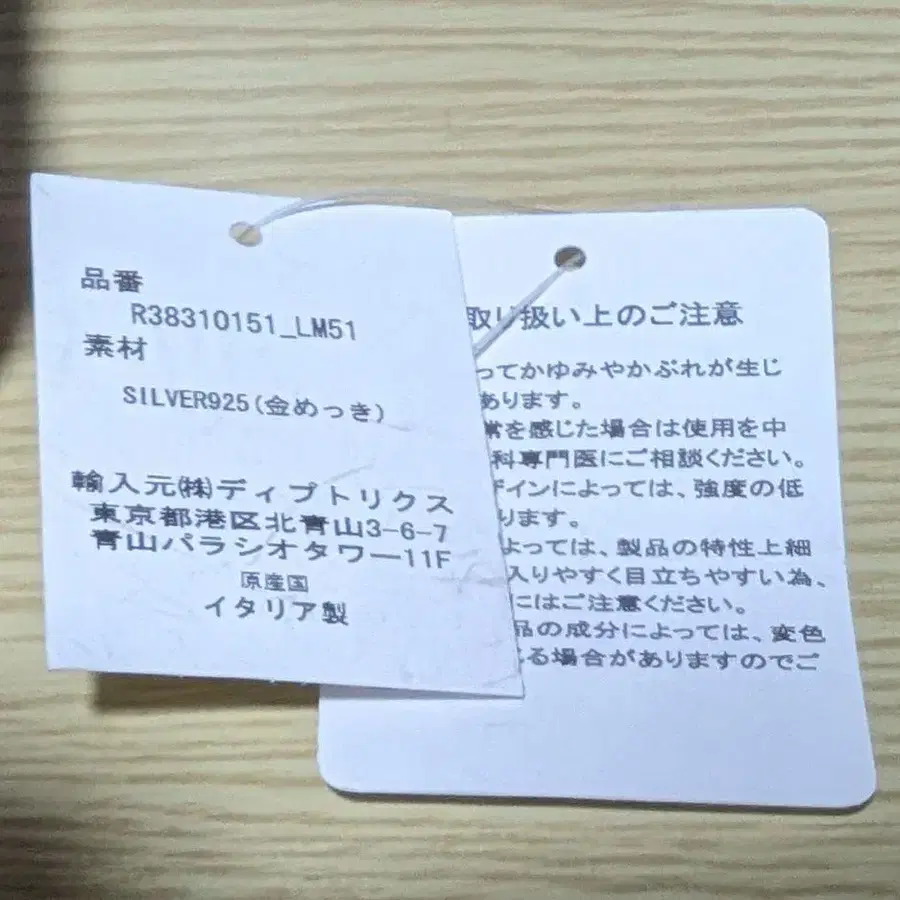 品番
R38310151_LM51
素材
SILVER925(金めっき)
輸入元㈱ディプトリクス
東京都港区北青山3-6-7
青山パラシオタワー11F
原産国
イタリア製
取り扱い上のご注意
ってかゆみやかぶれが生じ
あります。
常を感じた場合は使用を中
科専門医にご相談ください。
ザインによっては、強度の低
ります。
よっては、製品の特性上細
入りやすく目立ちやすい為、
にはご注意ください。
品の成分によっては、変色
る場合がありますのでご